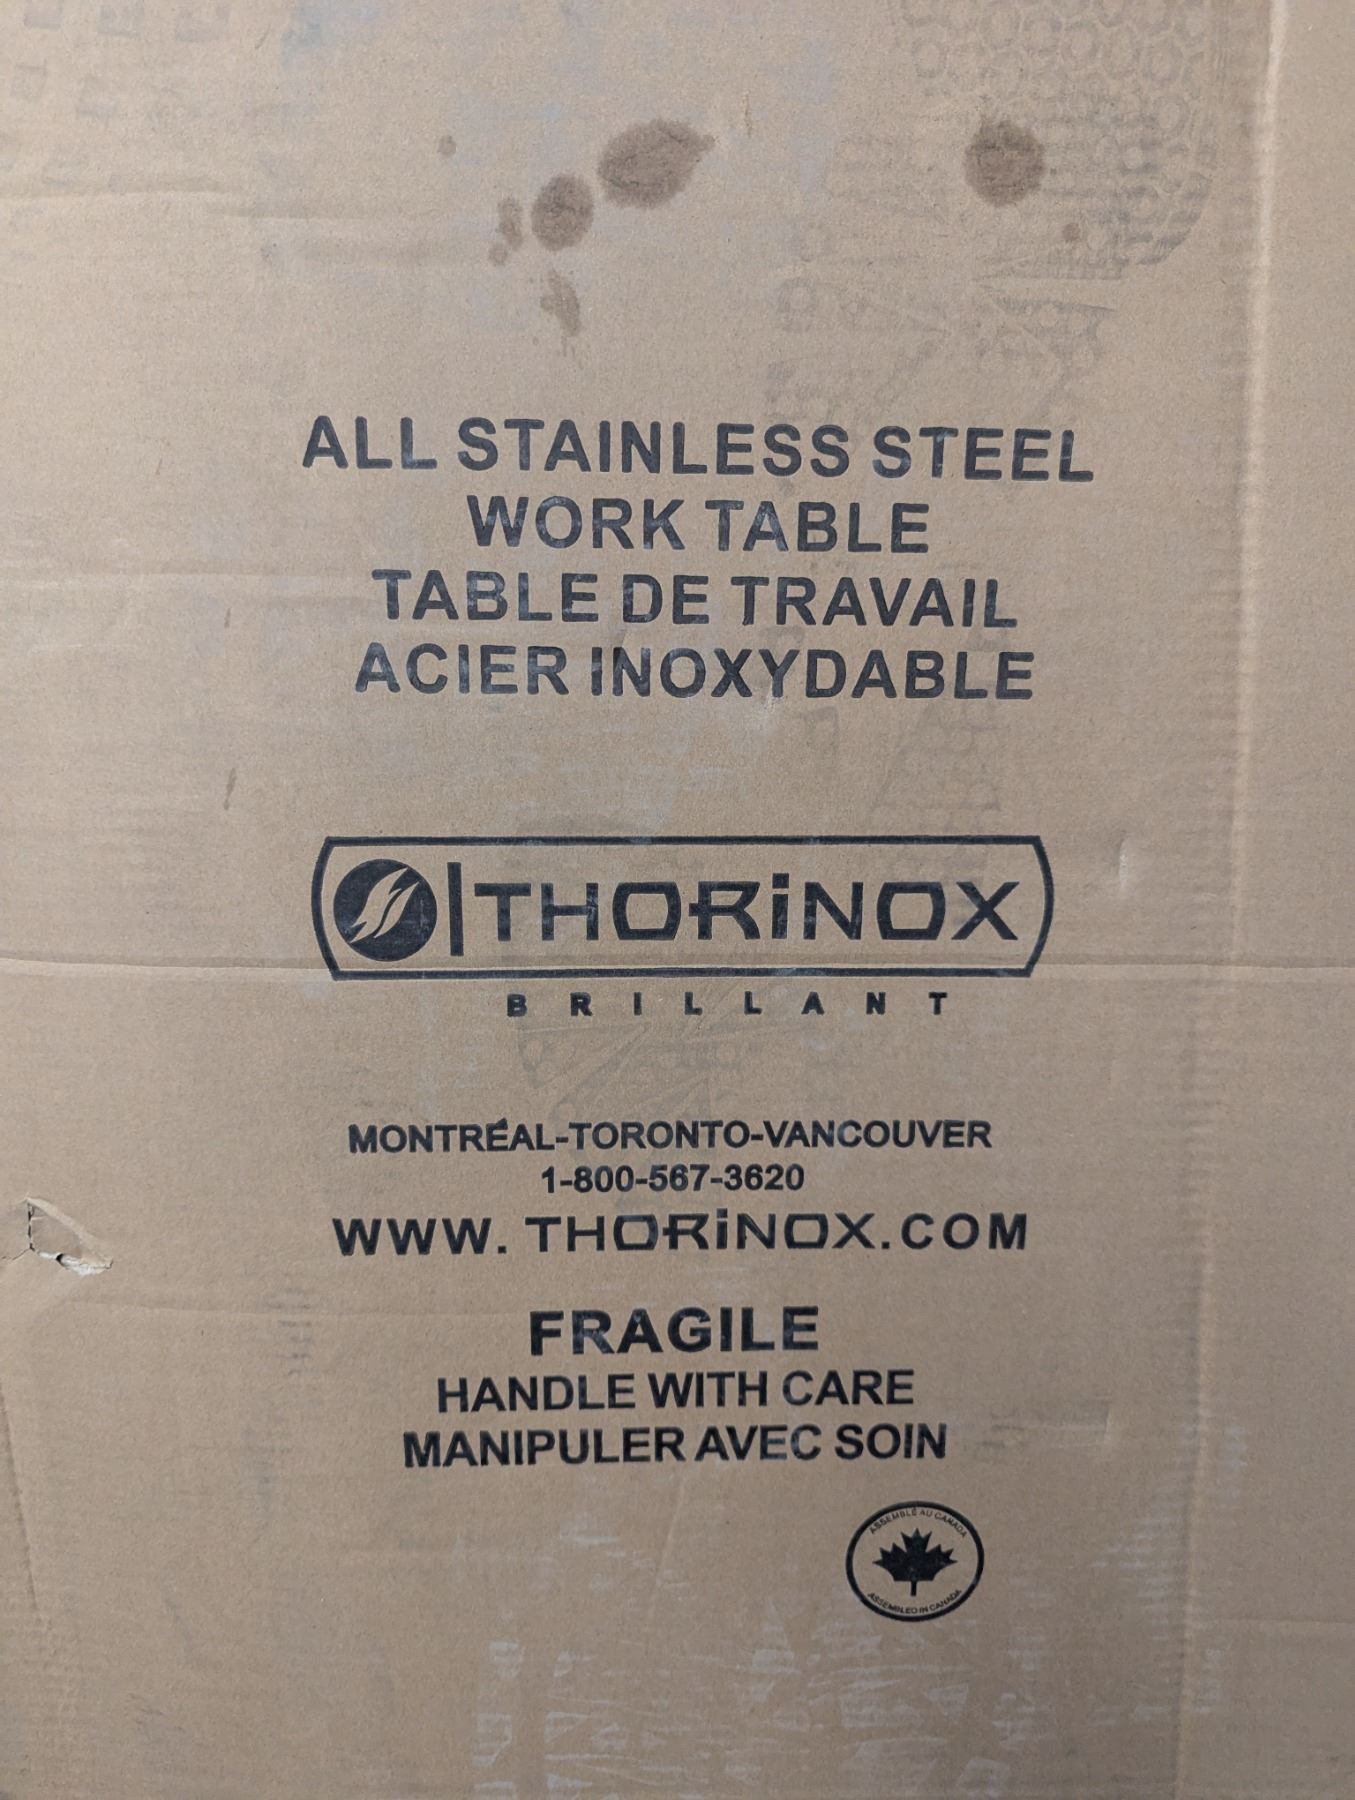 ALL STAINLESS STEEL
WORK TABLE
TABLE DE TRAVAIL
ACIER INOXYDABLE
THORiNOX
BRILLANT
MONTRÉAL-TORONTO-VANCOUVER
1-800-567-3620
WWW.THORiNOX.COM
FRAGILE
HANDLE WITH CARE
MANIPULER AVEC SOIN
ASSEMBLÉ AU CANADA
ASSEMBLED IN CANADA